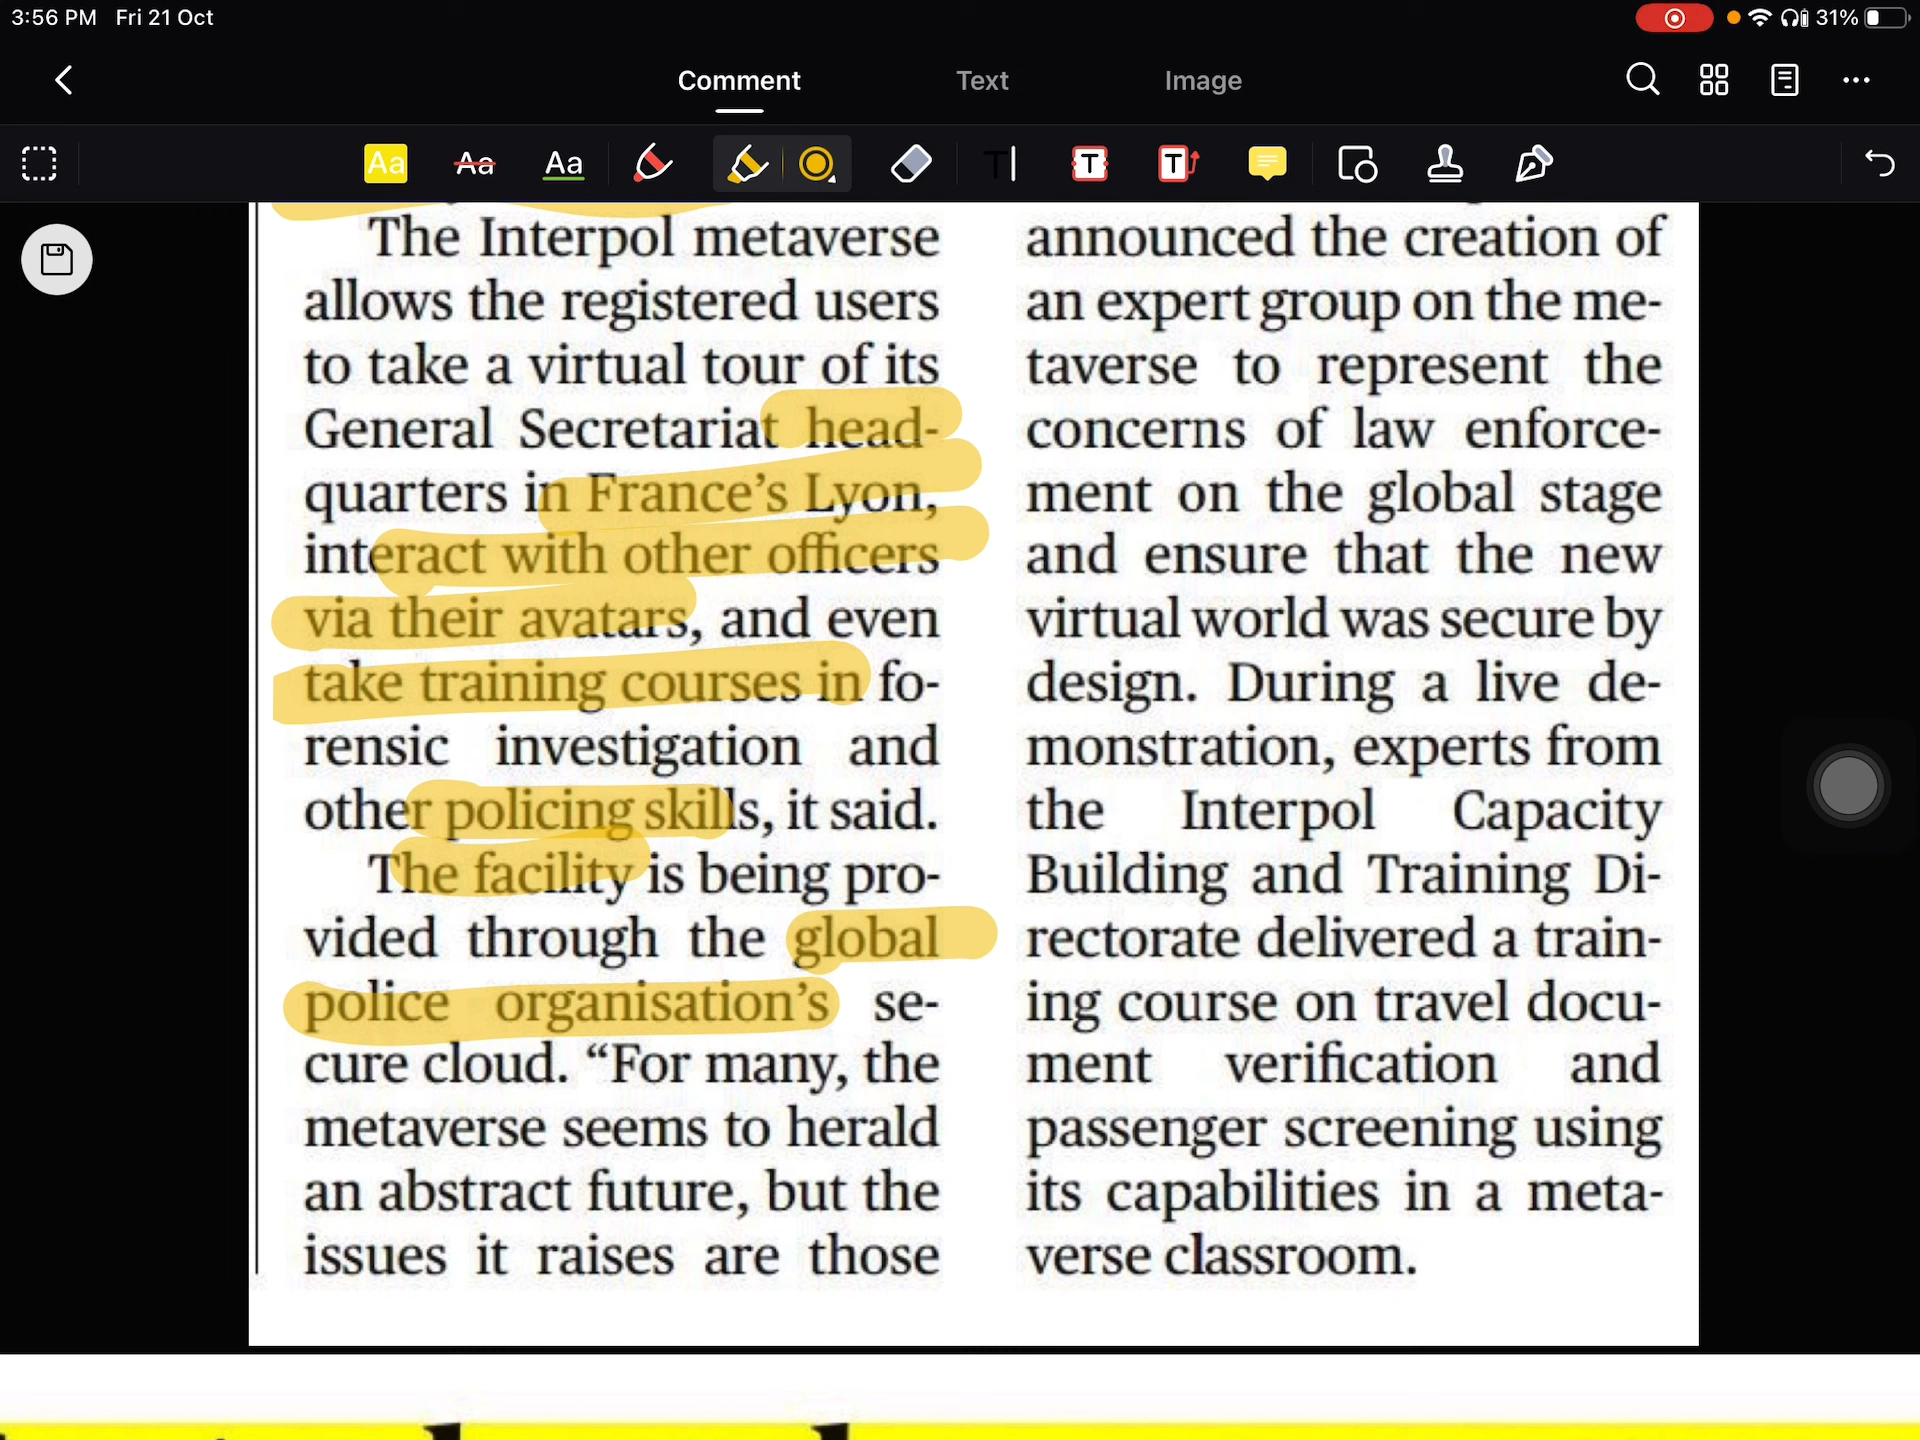 3:56 PM Fri 21 Oct
31%
Comment
Text
Image
Aa
Aa
Aa
T
T
T
The Interpol metaverse
allows the registered users
to take a virtual tour of its
General Secretariat head-
quarters in France's Lyon,
interact with other officers
via their avatars, and even
take training courses in fo-
rensic investigation and
other policing skills, it said.
The facility is being pro-
vided through the global
police organisation's se-
cure cloud. “For many, the
metaverse seems to herald
an abstract future, but the
issues it raises are those
announced the creation of
an expert group on the me-
taverse to represent the
concerns of law enforce-
ment on the global stage
and ensure that the new
virtual world was secure by
design. During a live de-
monstration, experts from
the Interpol Capacity
Building and Training Di-
rectorate delivered a train-
ing course on travel docu-
ment verification and
passenger screening using
its capabilities in a meta-
verse classroom.